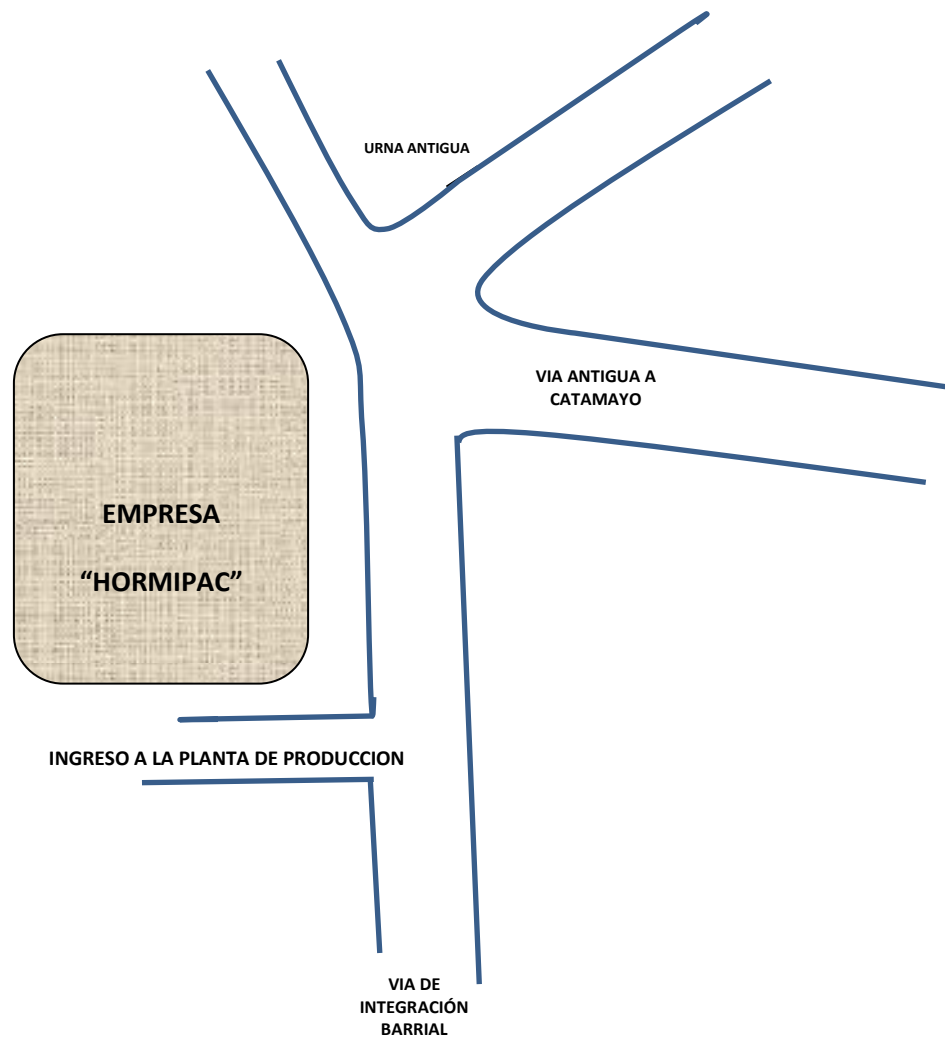 URNA ANTIGUA
VIA ANTIGUA A
CATAMAYO
EMPRESA
“HORMIPAC”
INGRESO A LA PLANTA DE PRODUCCION
VIA DE
INTEGRACIÓN
BARRIAL